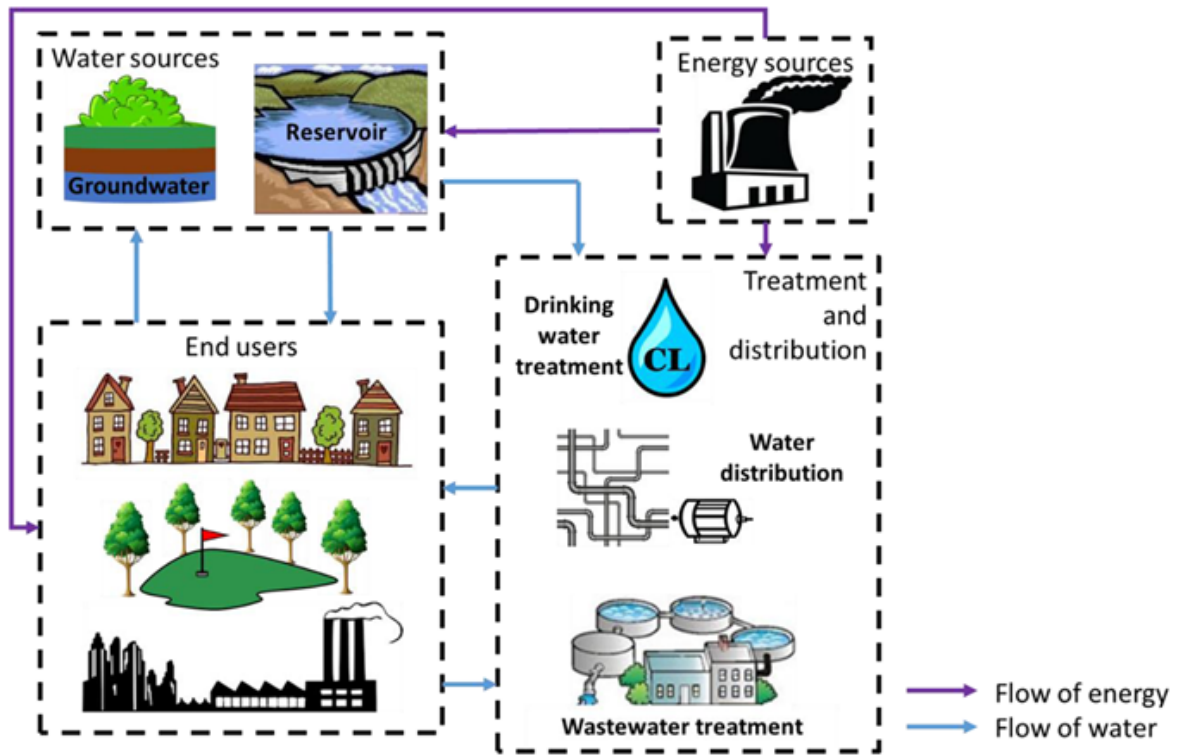 Water sources
Groundwater
Reservoir
Energy sources
End users
Treatment
and
distribution
Drinking
water
treatment
CL
Water
distribution
Wastewater treatment
Flow of energy
Flow of water